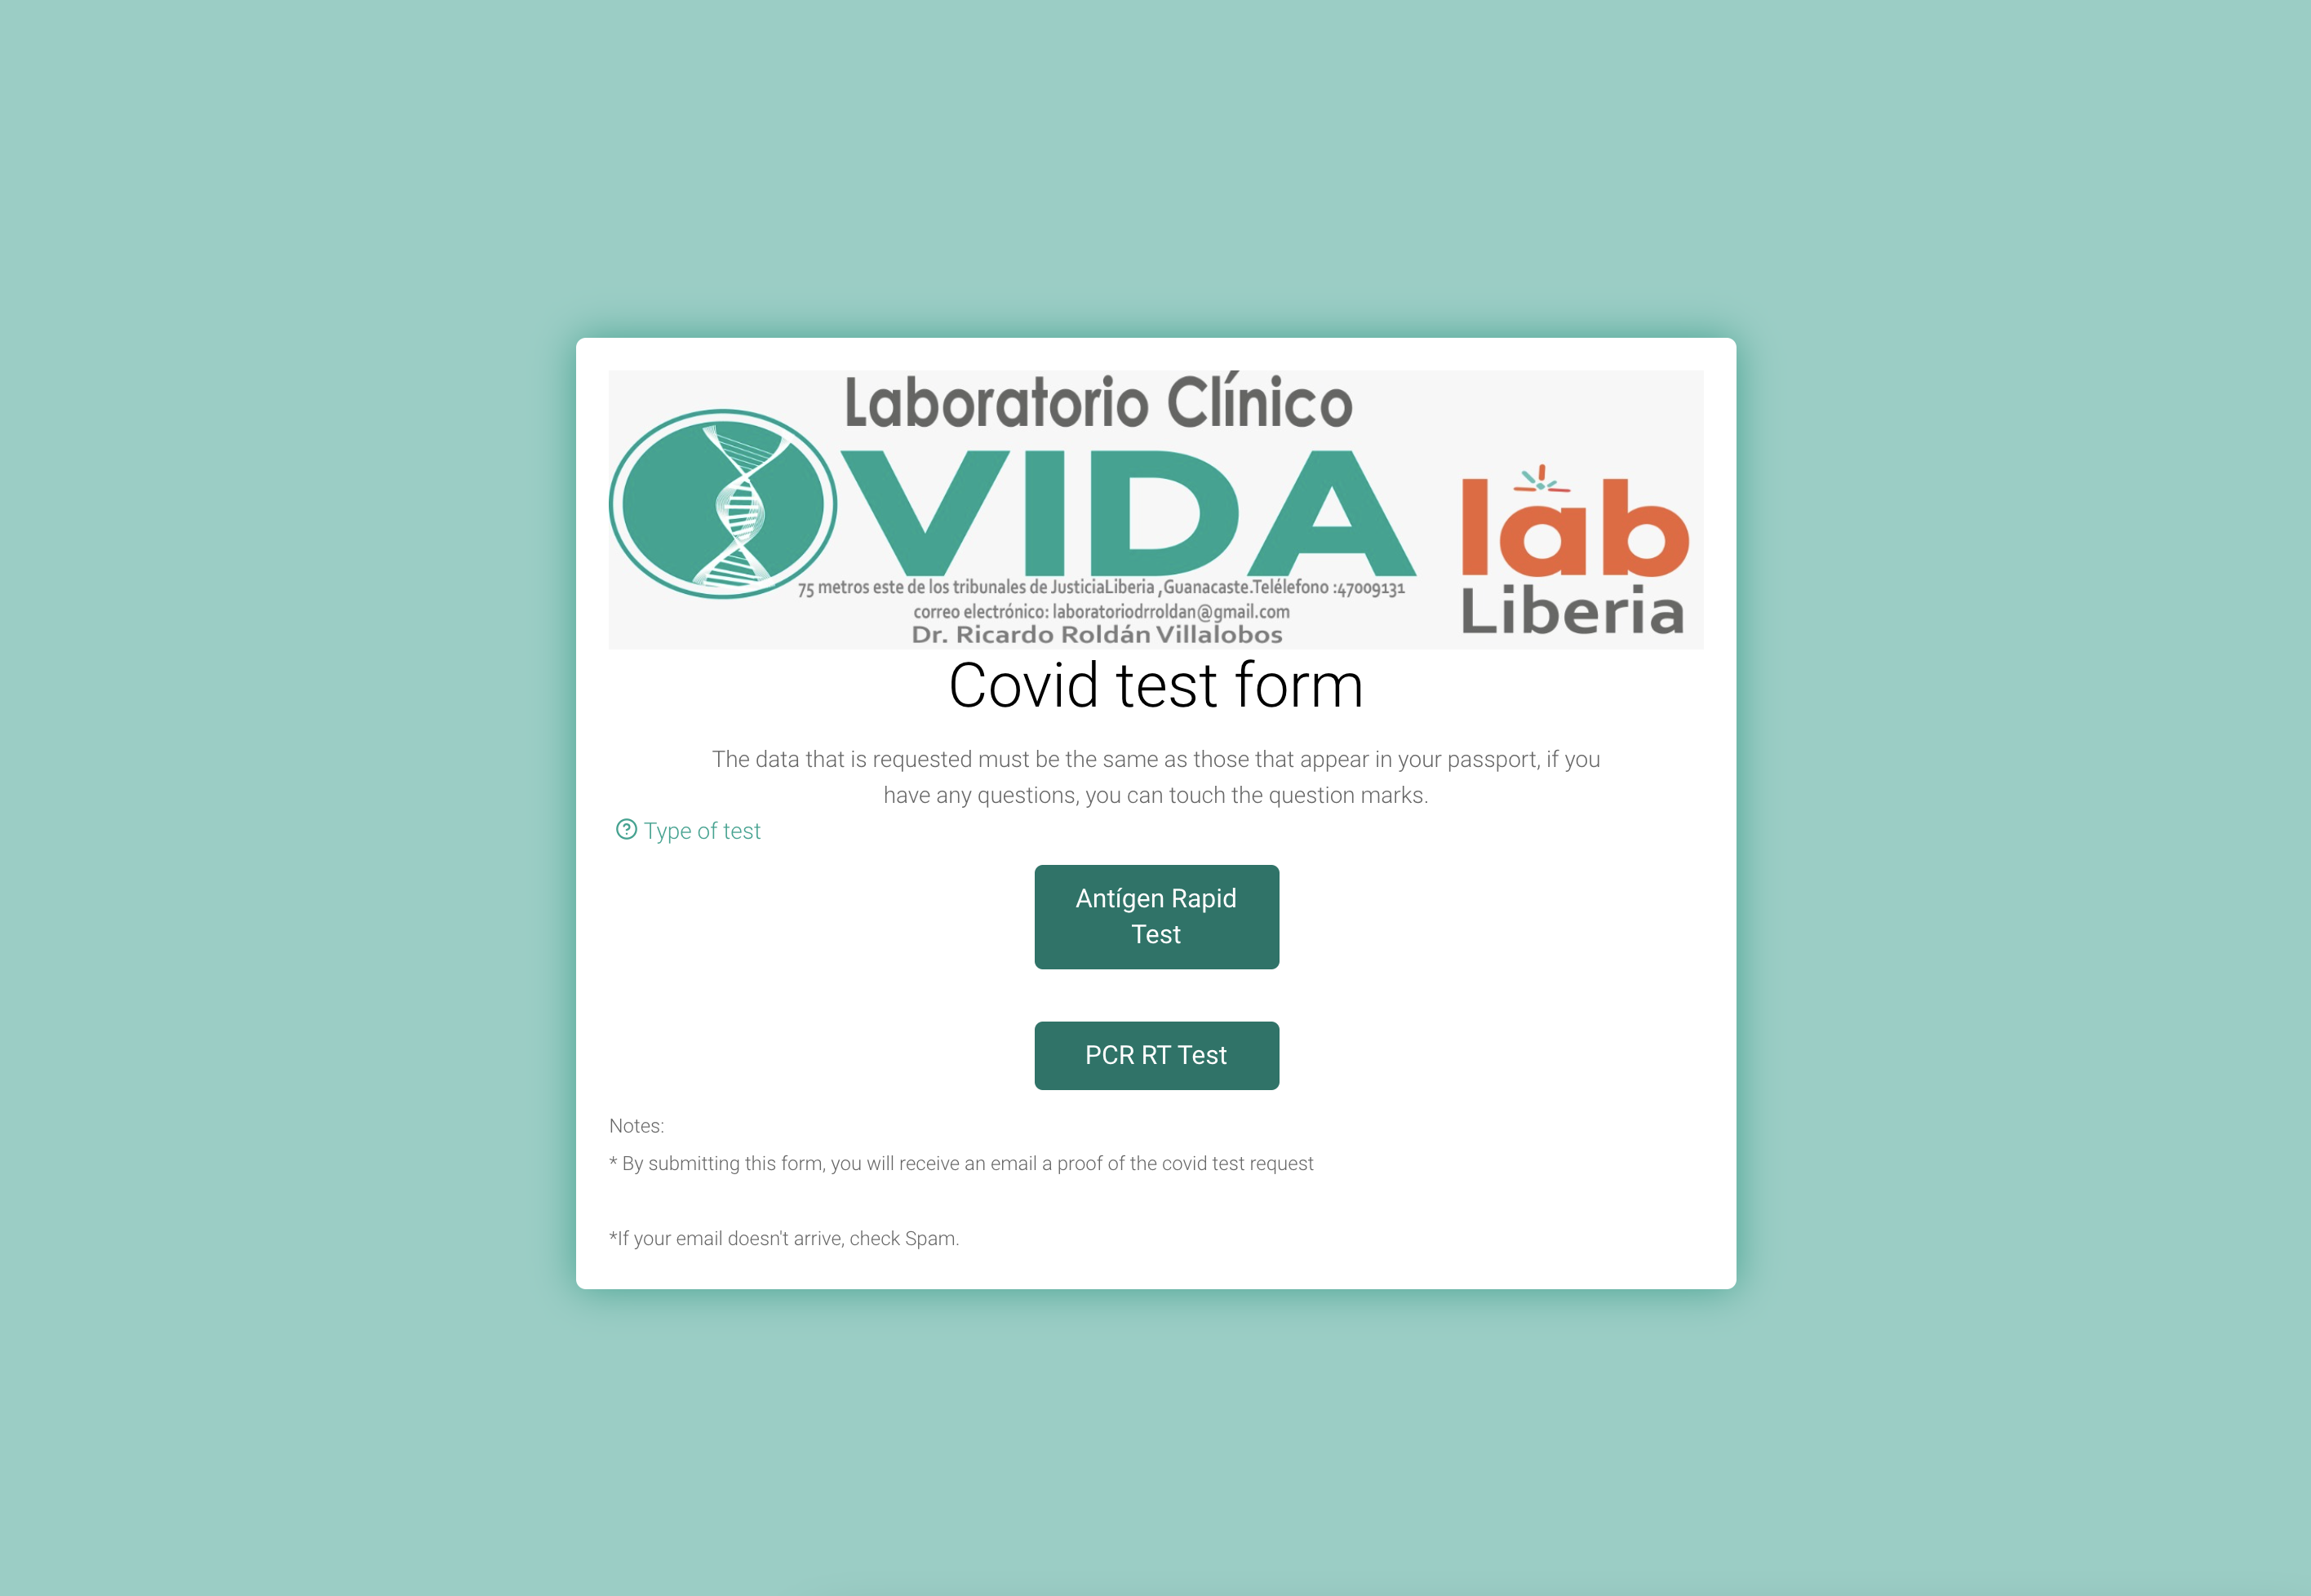 Laboratorio Clínico
VIDA
75 metros este de los tribunales de JusticiaLiberia ,Guanacaste.Telélefono :47009131
correo electrónico: laboratoriodrroldan@gmail.com
Dr. Ricardo Roldán Villalobos
lab
Liberia
Covid test form
The data that is requested must be the same as those that appear in your passport, if you
have any questions, you can touch the question marks.
? Type of test
Antígen Rapid
Test
PCR RT Test
Notes:
* By submitting this form, you will receive an email a proof of the covid test request
*If your email doesn't arrive, check Spam.